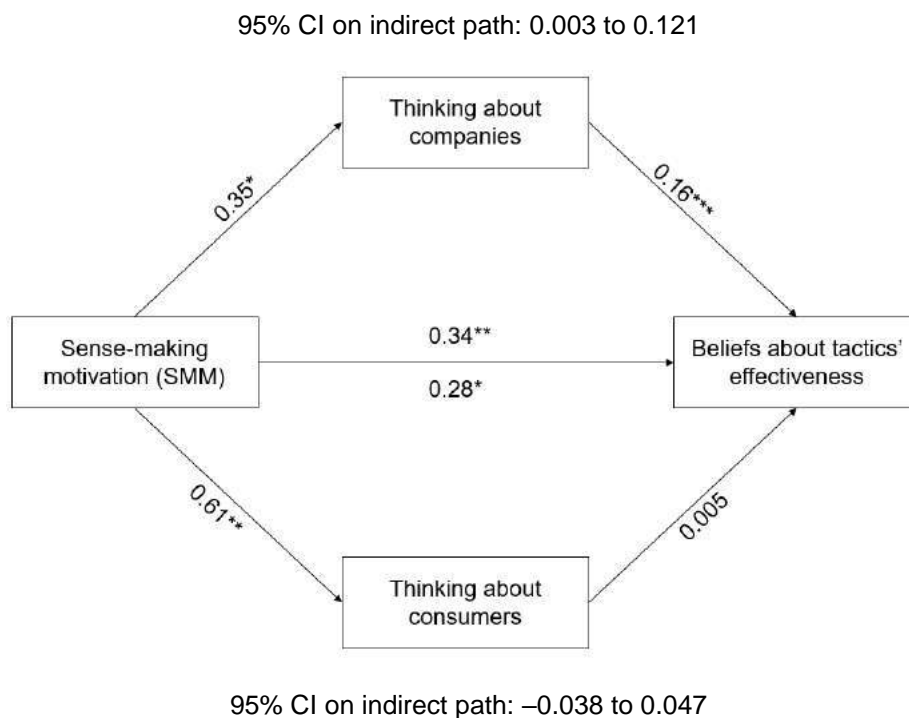 95% CI on indirect path: 0.003 to 0.121
Thinking about
companies
0.35*
0.16***
Sense-making
motivation (SMM)
0.34**
0.28*
Beliefs about tactics'
effectiveness
0.61**
0.005
Thinking about
consumers
95% CI on indirect path: –0.038 to 0.047